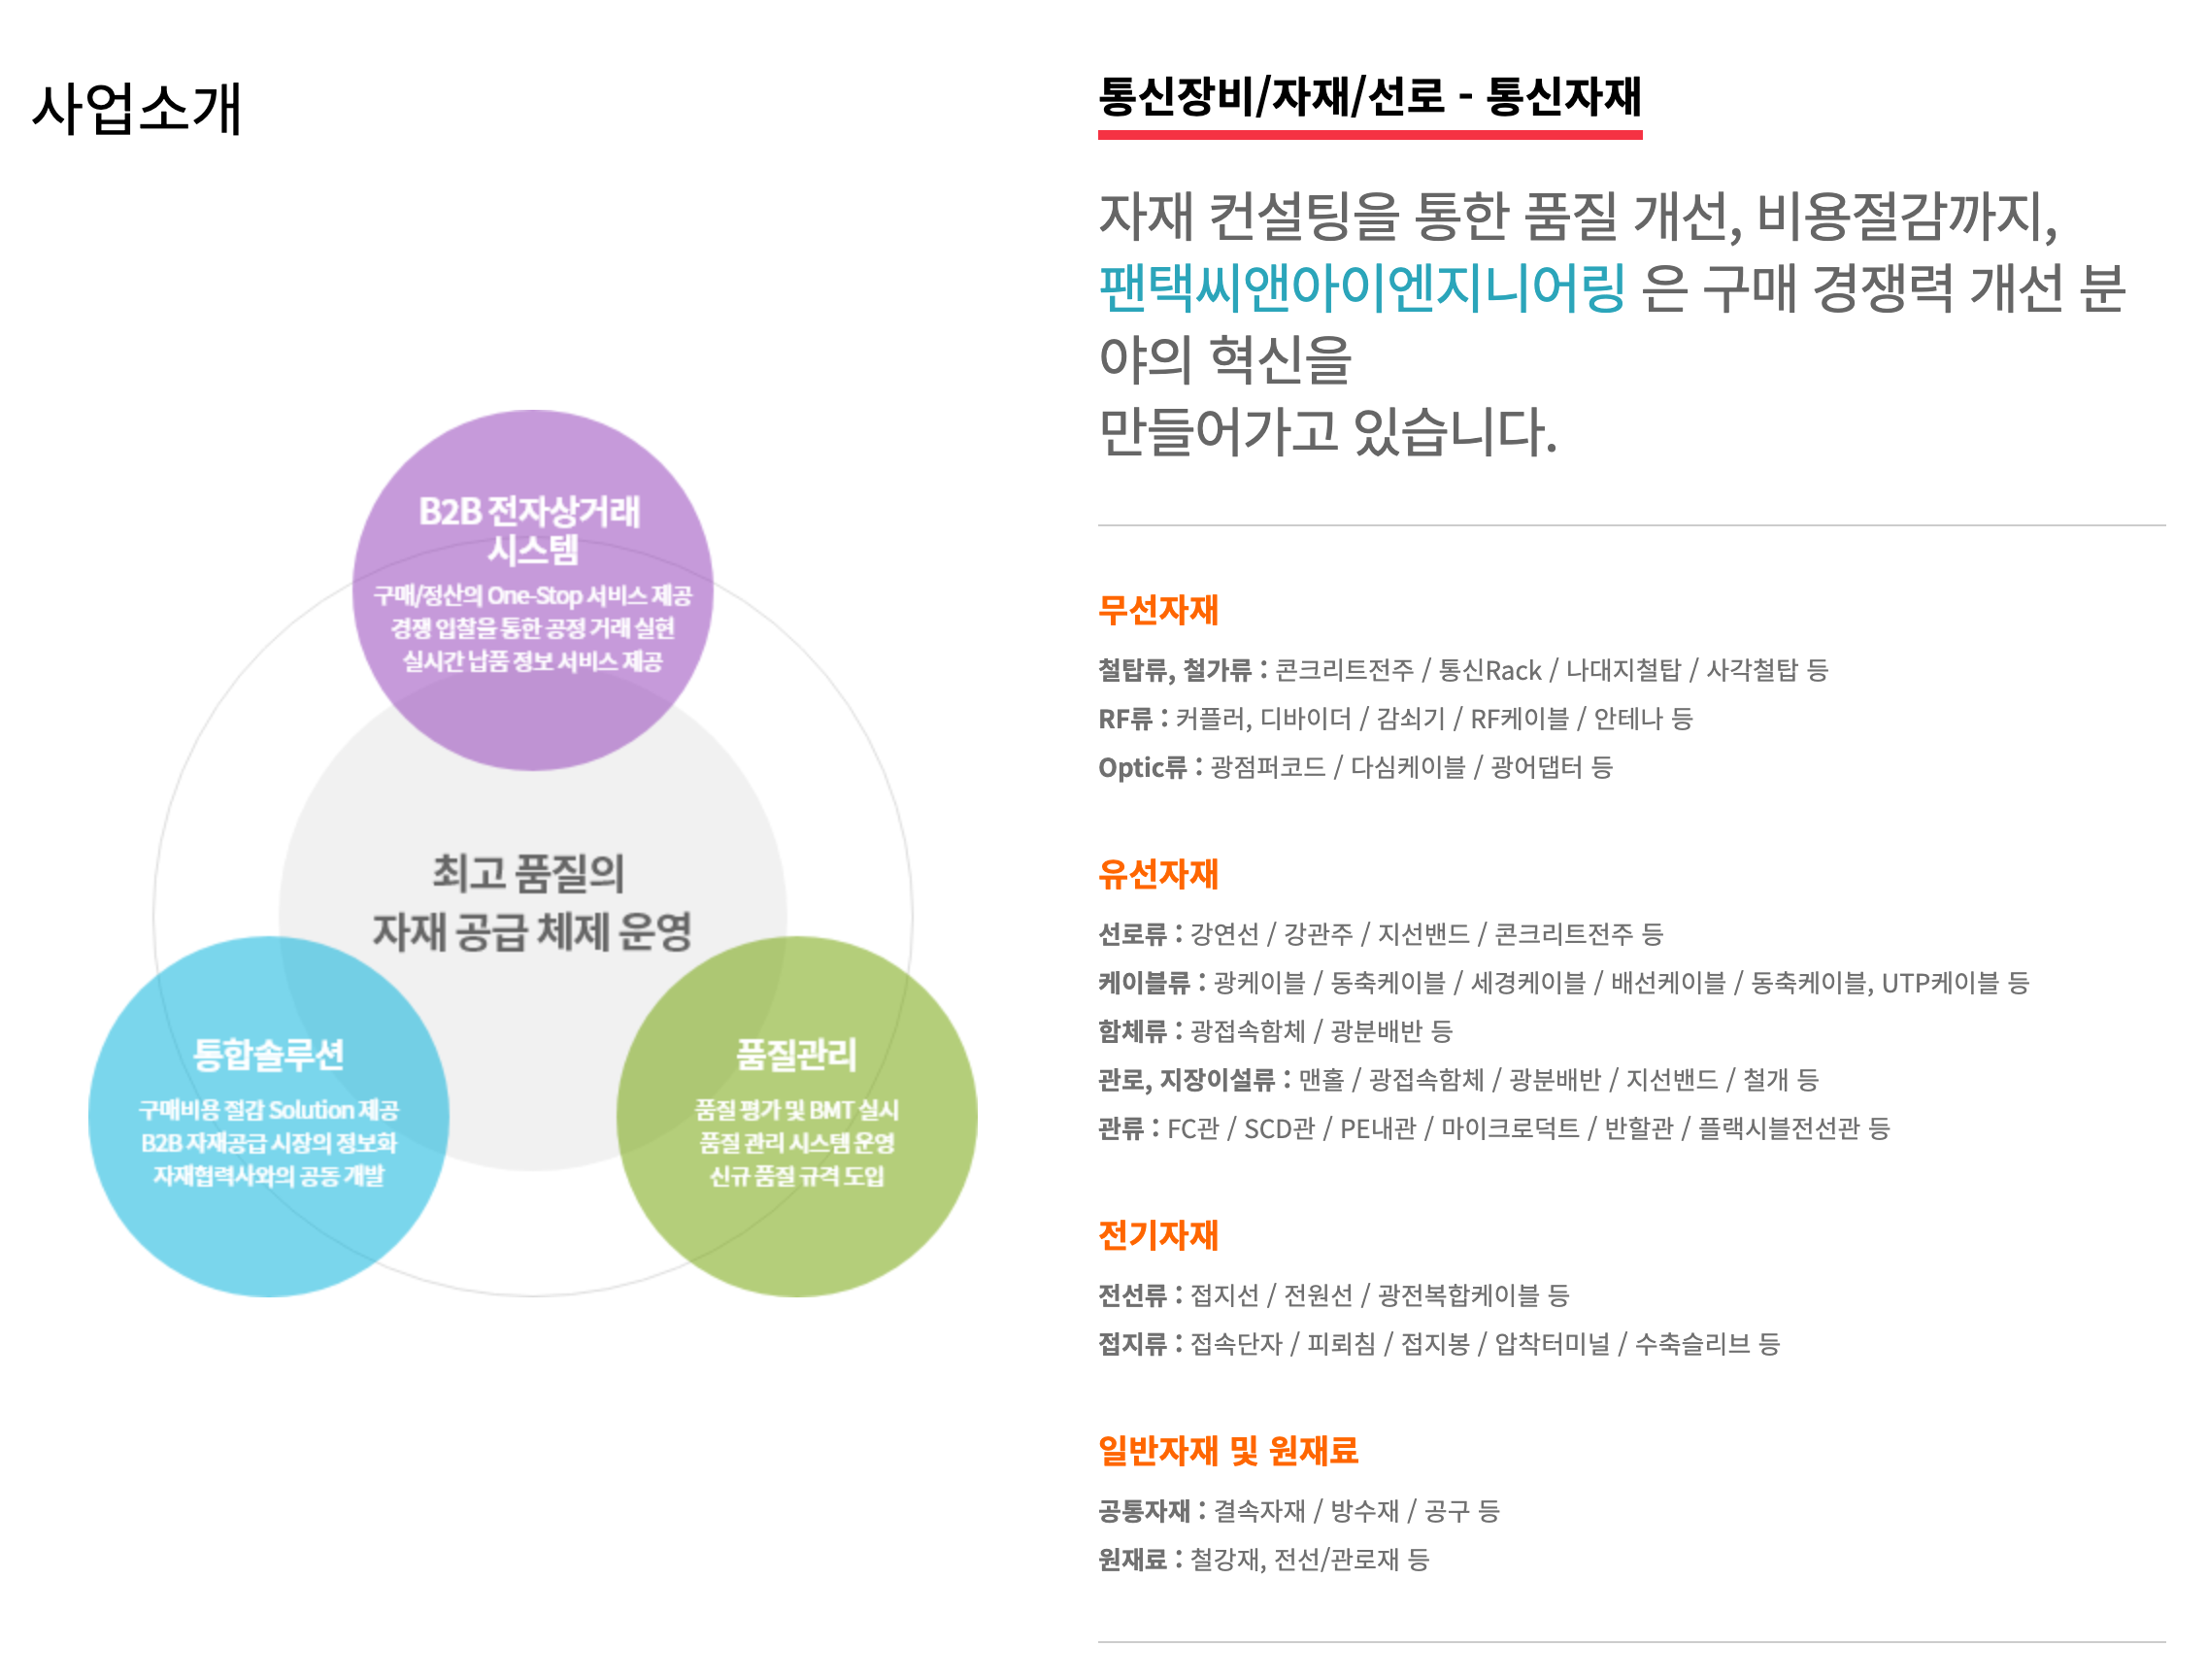 사업소개
B2B 전자상거래
시스템
구매/정산의 One-Stop 서비스 제공
경쟁 입찰을 통한 공정 거래 실현
실시간 납품 정보 서비스 제공
최고 품질의
자재 공급 체제 운영
통합솔루션
구매비용 절감 Solution 제공
B2B 자재공급 시장의 정보화
자재협력사와의 공동 개발
품질관리
품질 평가 및 BMT 실시
품질 관리 시스템 운영
신규 품질 규격 도입
통신장비/자재/선로 - 통신자재
자재 컨설팅을 통한 품질 개선, 비용절감까지,
팬택씨앤아이엔지니어링 은 구매 경쟁력 개선 분
야의 혁신을
만들어가고 있습니다.
무선자재
철탑류, 철가류 : 콘크리트전주 / 통신Rack / 나대지철탑 / 사각철탑 등
RF류 : 커플러, 디바이더 / 감쇠기 / RF케이블 / 안테나 등
Optic류 : 광점퍼코드 / 다심케이블 / 광어댑터 등
유선자재
선로류 : 강연선 / 강관주 / 지선밴드 / 콘크리트전주 등
케이블류 : 광케이블 / 동축케이블 / 세경케이블 / 배선케이블 / 동축케이블, UTP케이블 등
함체류 : 광접속함체 / 광분배반 등
관로, 지장이설류 : 맨홀 / 광접속함체 / 광분배반 / 지선밴드 / 철개 등
관류 : FC관 / SCD관 / PE내관 / 마이크로덕트 / 반할관 / 플랙시블전선관 등
전기자재
전선류 : 접지선 / 전원선 / 광전복합케이블 등
접지류 : 접속단자 / 피뢰침 / 접지봉 / 압착터미널 / 수축슬리브 등
일반자재 및 원재료
공통자재 : 결속자재 / 방수재 / 공구 등
원재료 : 철강재, 전선/관로재 등